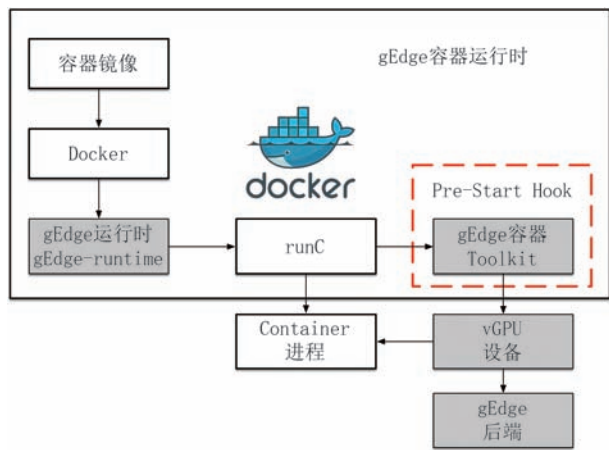 gEdge容器运行时
容器镜像
Docker
docker
Pre-Start Hook
gEdge运行时
gEdge-runtime
runC
gEdge容器
Toolkit
Container
进程
vGPU
设备
gEdge
后端